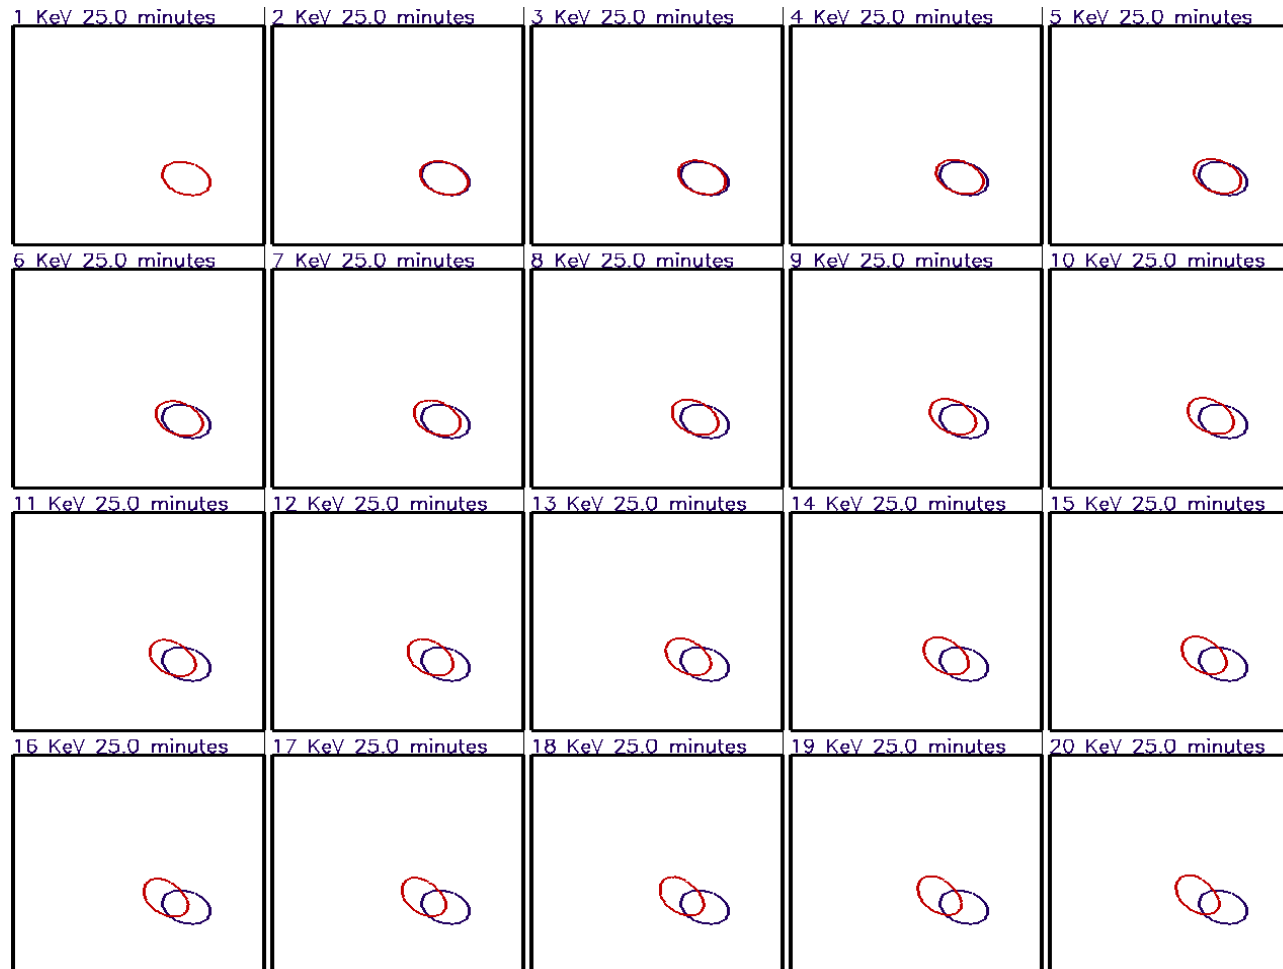 1 KeV 25.0 minutes
2 KeV 25.0 minutes
3 KeV 25.0 minutes
4 KeV 25.0 minutes
5 KeV 25.0 minutes
6 KeV 25.0 minutes
7 KeV 25.0 minutes
8 KeV 25.0 minutes
9 KeV 25.0 minutes
10 KeV 25.0 minutes
11 KeV 25.0 minutes
12 KeV 25.0 minutes
13 KeV 25.0 minutes
14 KeV 25.0 minutes
15 KeV 25.0 minutes
16 KeV 25.0 minutes
17 KeV 25.0 minutes
18 KeV 25.0 minutes
19 KeV 25.0 minutes
20 KeV 25.0 minutes